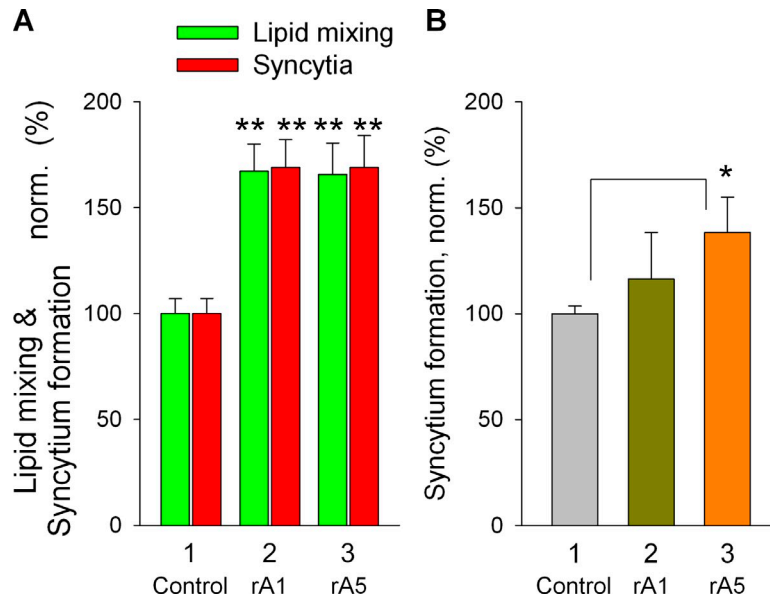 A
Lipid mixing
Syncytia
Lipid mixing &
Syncytium formation norm. (%)
200
150
100
50
0
** ** ** **
1 2 3
Control rA1 rA5
B
Syncytium formation, norm. (%)
200
150
100
50
0
*
1 2 3
Control rA1 rA5